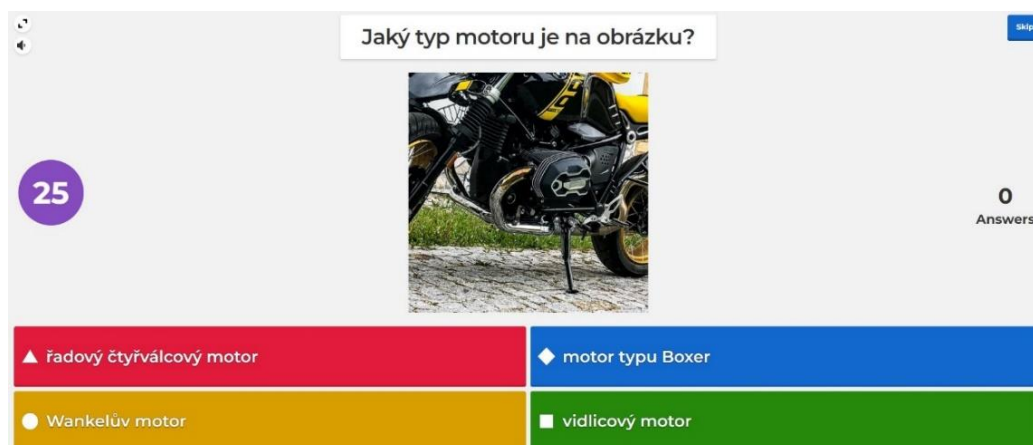 Jaký typ motoru je na obrázku?
Skip
25
0
Answers
řadový čtyřválcový motor
motor typu Boxer
Wankelův motor
vidlicový motor